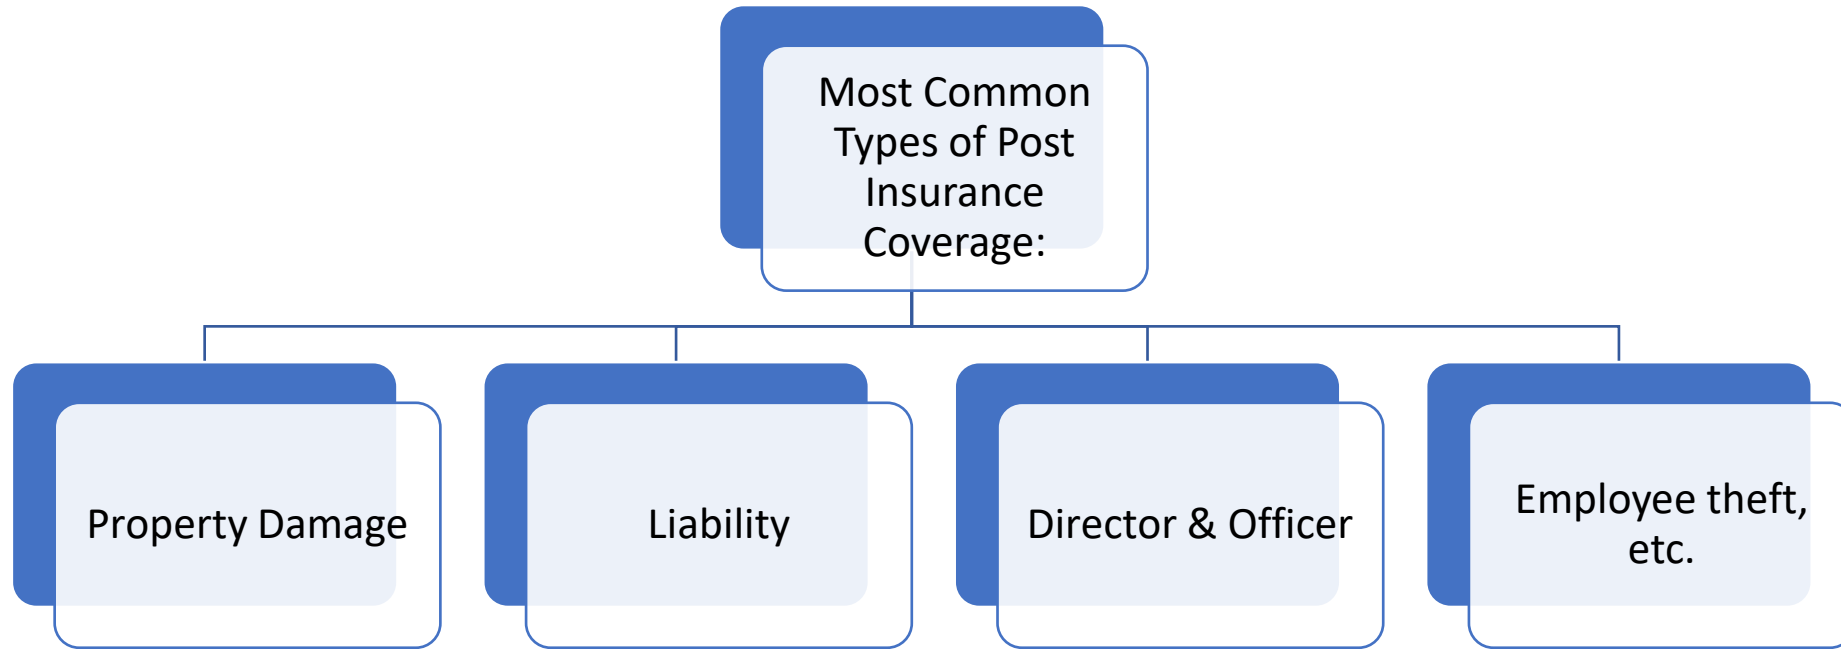 Most Common
Types of Post
Insurance
Coverage:
Property Damage
Liability
Director & Officer
Employee theft,
etc.